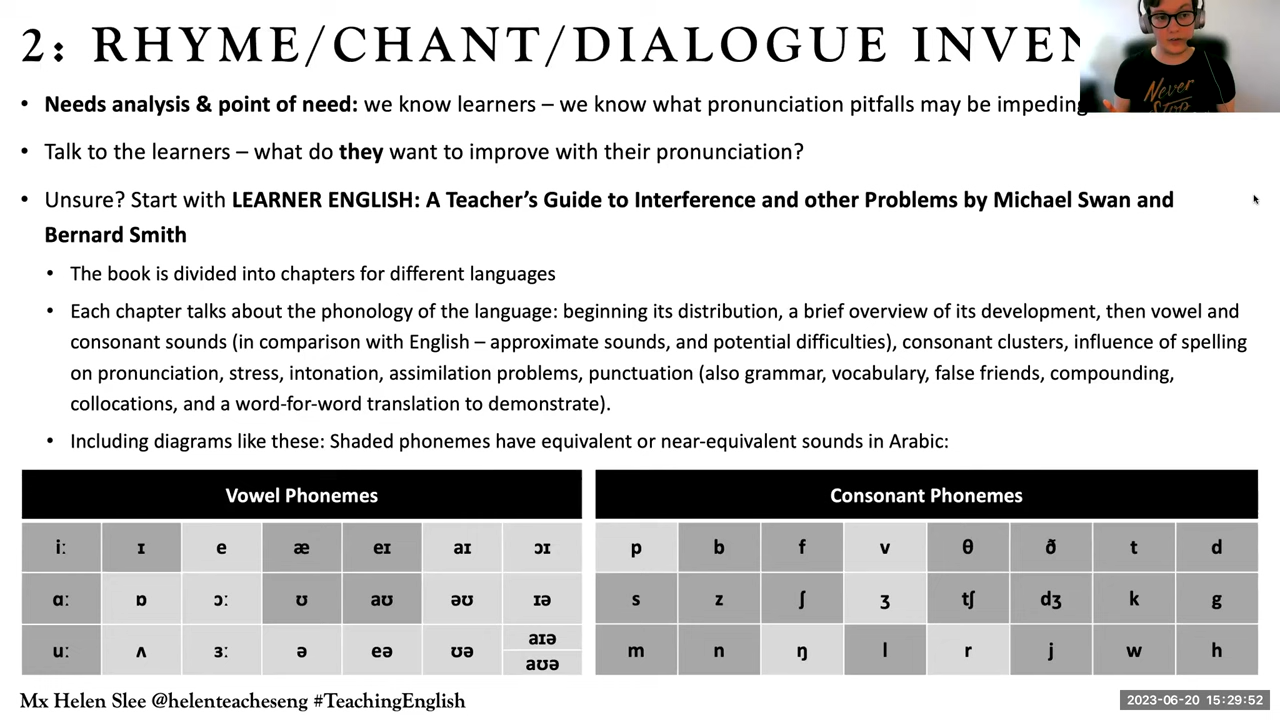 2: RHYME/CHANT/DIALOGUE INVEN
• Needs analysis & point of need: we know learners – we know what pronunciation pitfalls may be impeding
• Talk to the learners – what do they want to improve with their pronunciation?
• Unsure? Start with LEARNER ENGLISH: A Teacher's Guide to Interference and other Problems by Michael Swan and
Bernard Smith
• The book is divided into chapters for different languages
• Each chapter talks about the phonology of the language: beginning its distribution, a brief overview of its development, then vowel and
consonant sounds (in comparison with English – approximate sounds, and potential difficulties), consonant clusters, influence of spelling
on pronunciation, stress, intonation, assimilation problems, punctuation (also grammar, vocabulary, false friends, compounding,
collocations, and a word-for-word translation to demonstrate).
• Including diagrams like these: Shaded phonemes have equivalent or near-equivalent sounds in Arabic:
Vowel Phonemes
iː ɪ e æ eɪ aɪ ɔɪ
ɑː ɒ ɔː ʊ aʊ əʊ ɪə
uː ʌ ɜː ə eə ʊə aɪə
aʊə
Consonant Phonemes
p b f v θ ð t d
s z ʃ ʒ tʃ dʒ k g
m n ŋ l r j w h
Mx Helen Slee @helenteacheseng #TeachingEnglish
Never
Stop
2023-06-20 15:29:52